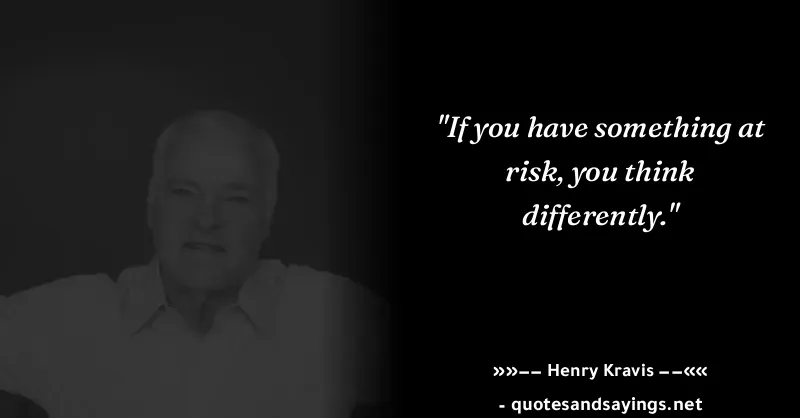 "If you have something at
risk, you think
differently."
»»−− Henry Kravis −−««
- quotesandsayings.net